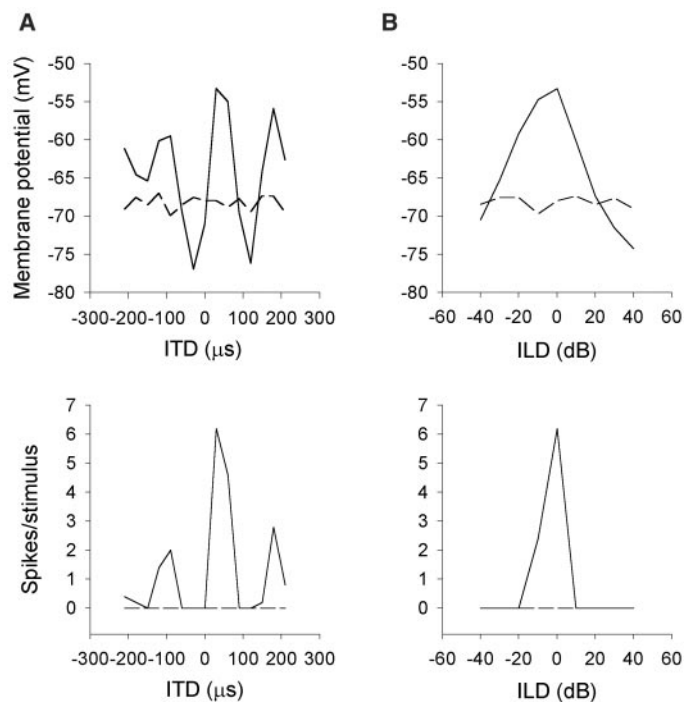 A
B
Membrane potential (mV)
-50
-55
-60
-65
-70
-75
-80
-300 -200 -100 0 100 200 300
ITD (μs)
-60 -40 -20 0 20 40 60
ILD (dB)
Spikes/stimulus
7
6
5
4
3
2
1
0
-300 -200 -100 0 100 200 300
ITD (μs)
-50
-55
-60
-65
-70
-75
-80
7
6
5
4
3
2
1
0
-60 -40 -20 0 20 40 60
ILD (dB)